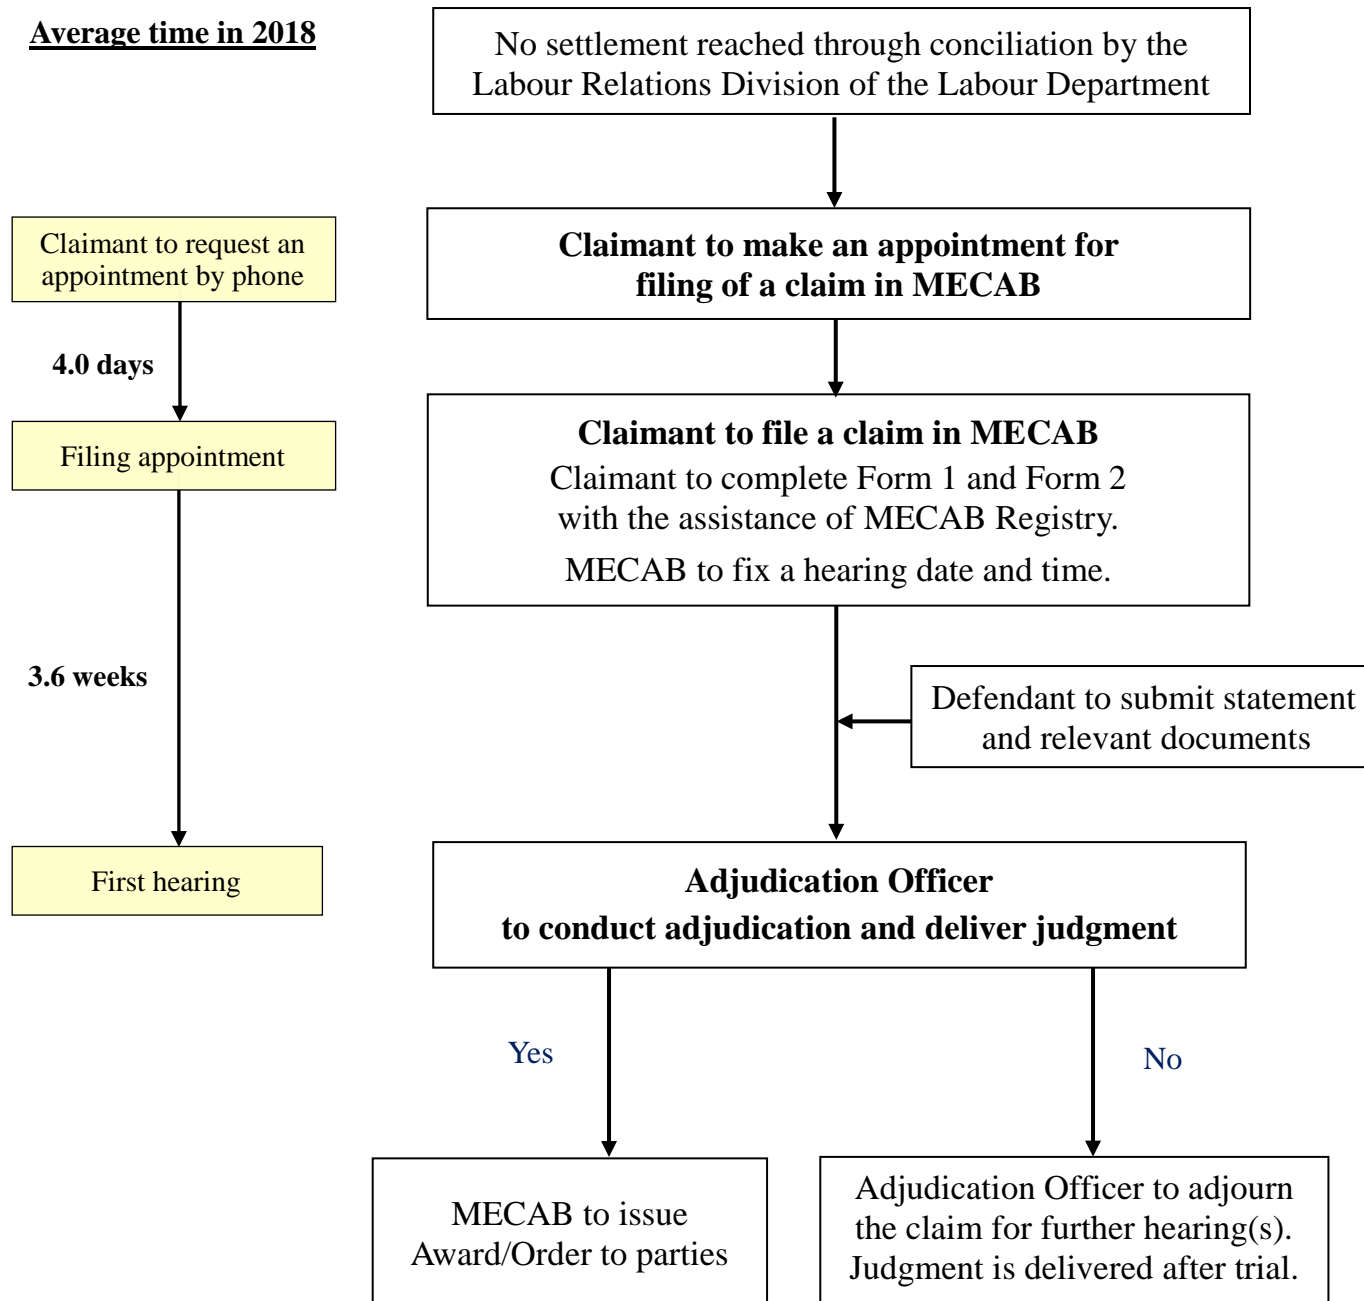 Average time in 2018
No settlement reached through conciliation by the
Labour Relations Division of the Labour Department
Claimant to request an
appointment by phone
Claimant to make an appointment for
filing of a claim in MECAB
4.0 days
Filing appointment
Claimant to file a claim in MECAB
Claimant to complete Form 1 and Form 2
with the assistance of MECAB Registry.
MECAB to fix a hearing date and time.
3.6 weeks
Defendant to submit statement
and relevant documents
First hearing
Adjudication Officer
to conduct adjudication and deliver judgment
Yes
No
MECAB to issue
Award/Order to parties
Adjudication Officer to adjourn
the claim for further hearing(s).
Judgment is delivered after trial.